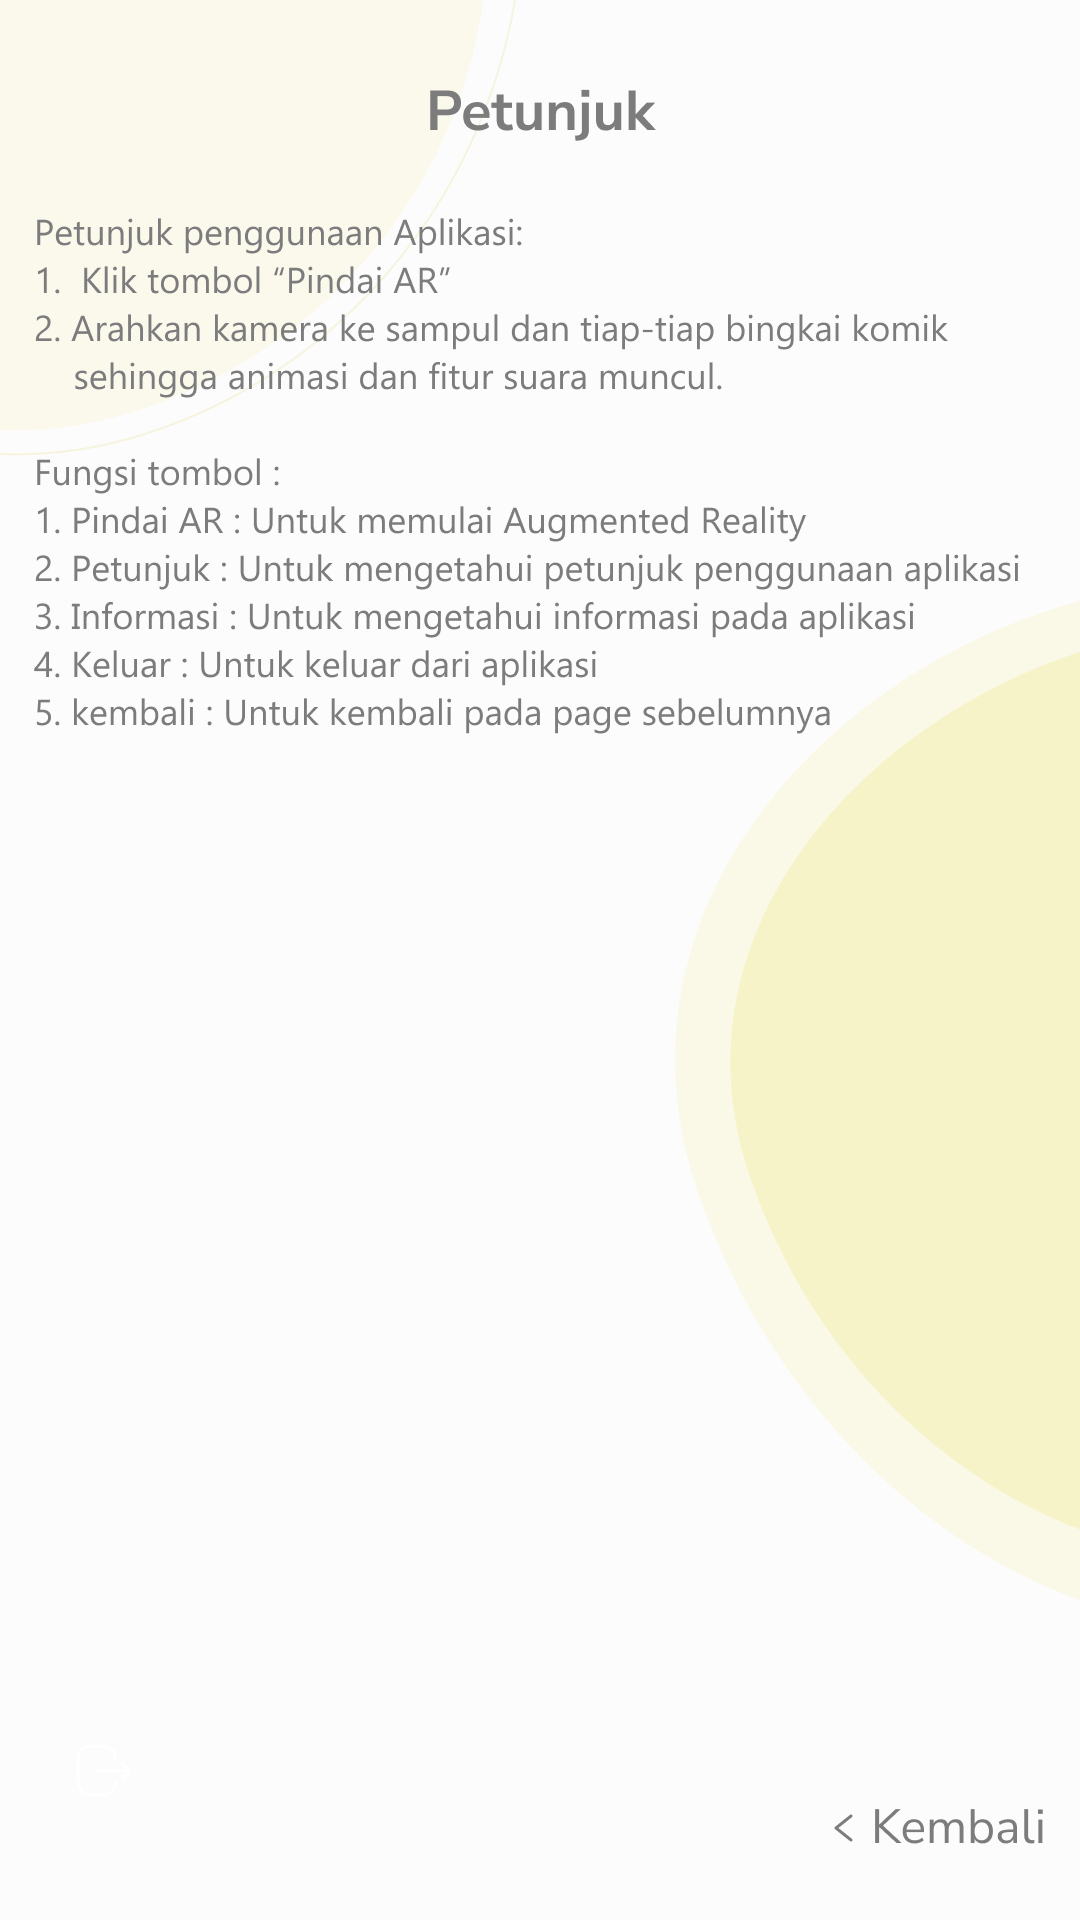 Petunjuk
Petunjuk penggunaan Aplikasi:
1.  Klik tombol “Pindai AR”
2. Arahkan kamera ke sampul dan tiap-tiap bingkai komik
sehingga animasi dan fitur suara muncul.
Fungsi tombol :
1. Pindai AR : Untuk memulai Augmented Reality
2. Petunjuk : Untuk mengetahui petunjuk penggunaan aplikasi
3. Informasi : Untuk mengetahui informasi pada aplikasi
4. Keluar : Untuk keluar dari aplikasi
5. kembali : Untuk kembali pada page sebelumnya
< Kembali